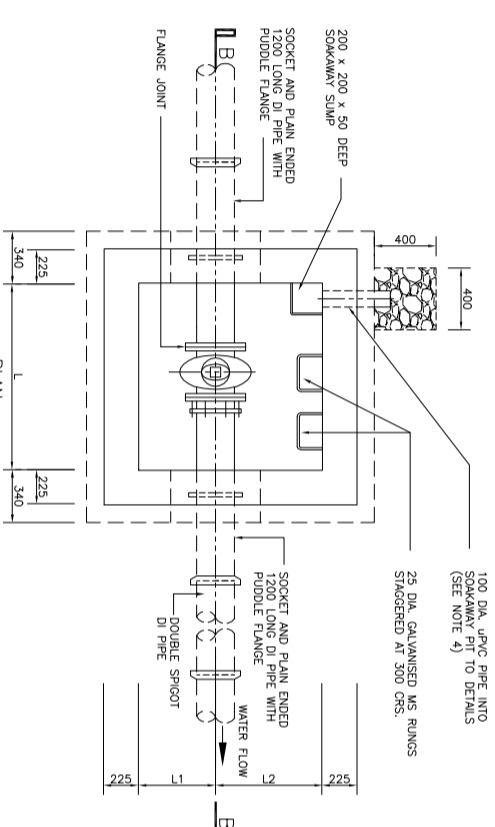 200 x 200 x 50 DEEP
SOAKAWAY SUMP
SOCKET AND PLAIN ENDED
1200 LONG DI PIPE WITH
PUDDLE FLANGE
B
FLANGE JOINT
400
400
100 DIA. uPVC PIPE INTO
SOAKAWAY PIT TO DETAILS
(SEE NOTE 4)
25 DIA. GALVANISED MS RUNGS
STAGGERED AT 300 CRS.
340
225
L
225
340
PLAN
SOCKET AND PLAIN ENDED
1200 LONG DI PIPE WITH
PUDDLE FLANGE
DOUBLE SPIGOT
DI PIPE
WATER FLOW
225
L1
L2
225
B